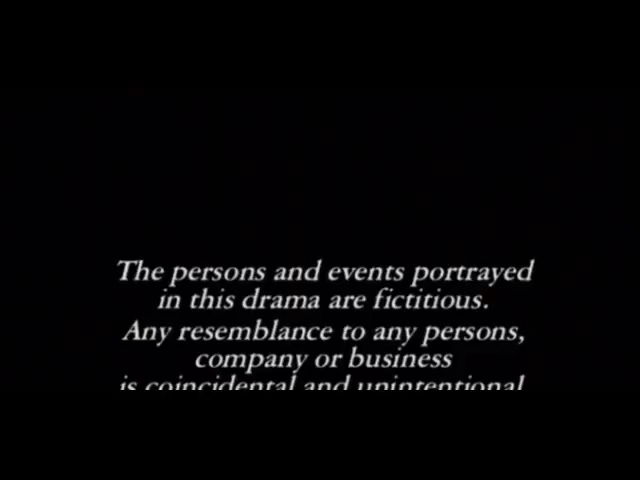 The persons and events portrayed
in this drama are fictitious.
Any resemblance to any persons,
company or business
is coincidental and unintentional